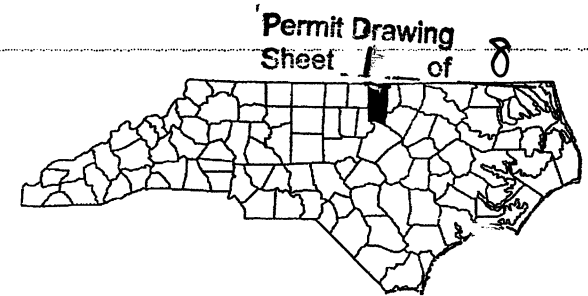 Permit Drawing
Sheet 1 of 8